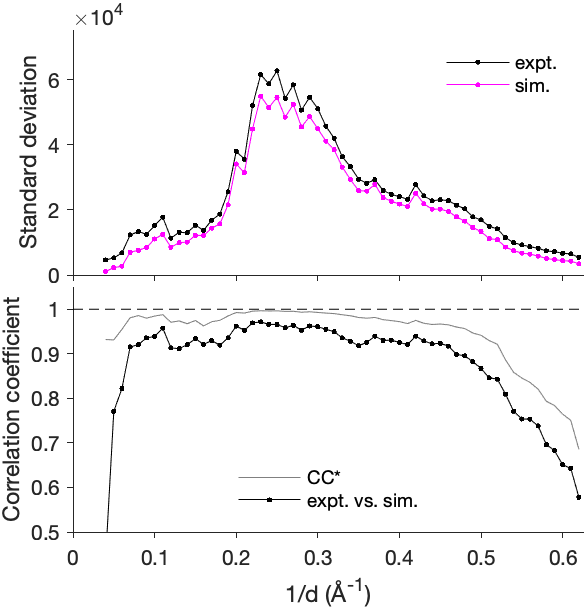 ×10⁴
6
4
2
0
Standard deviation
expt.
sim.
1
0.9
0.8
0.7
0.6
0.5
Correlation coefficient
CC*
expt. vs. sim.
0 0.1 0.2 0.3 0.4 0.5 0.6
1/d (Å⁻¹)